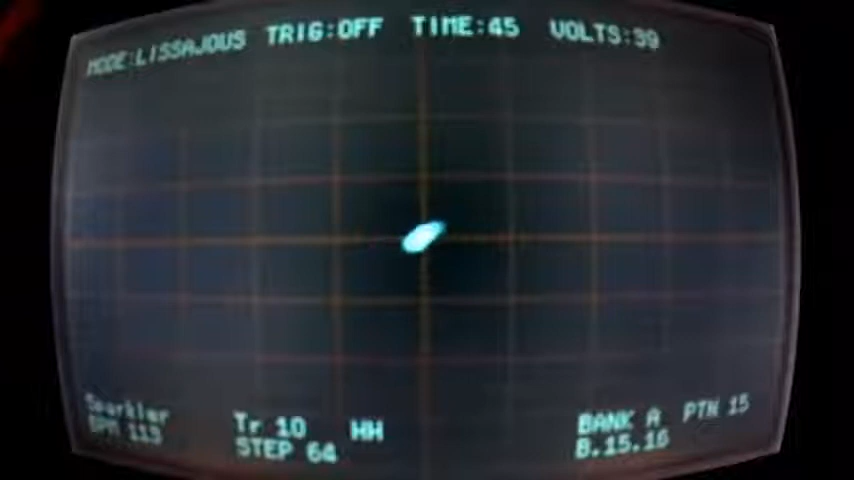 MODE:LISSAJOUS TRIG:OFF TIME:45 VOLTS:39
Sparkler
BPM 113
Tr 10 HH
STEP 64
BANK A PTN 15
B.15.16